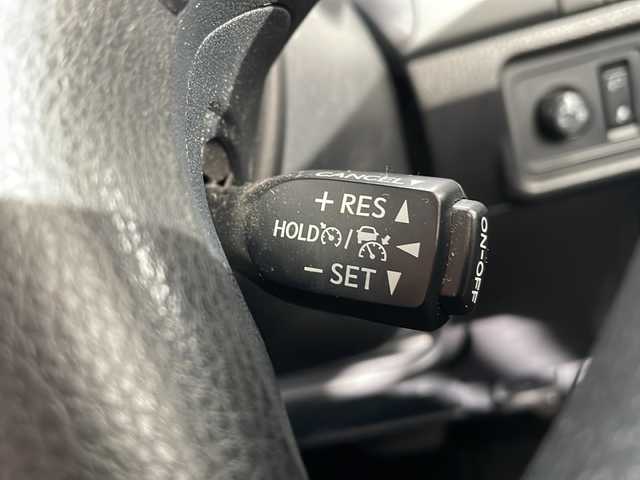 CANCEL
+ RES ▲
HOLD / ◀
− SET ▼
ON-OFF